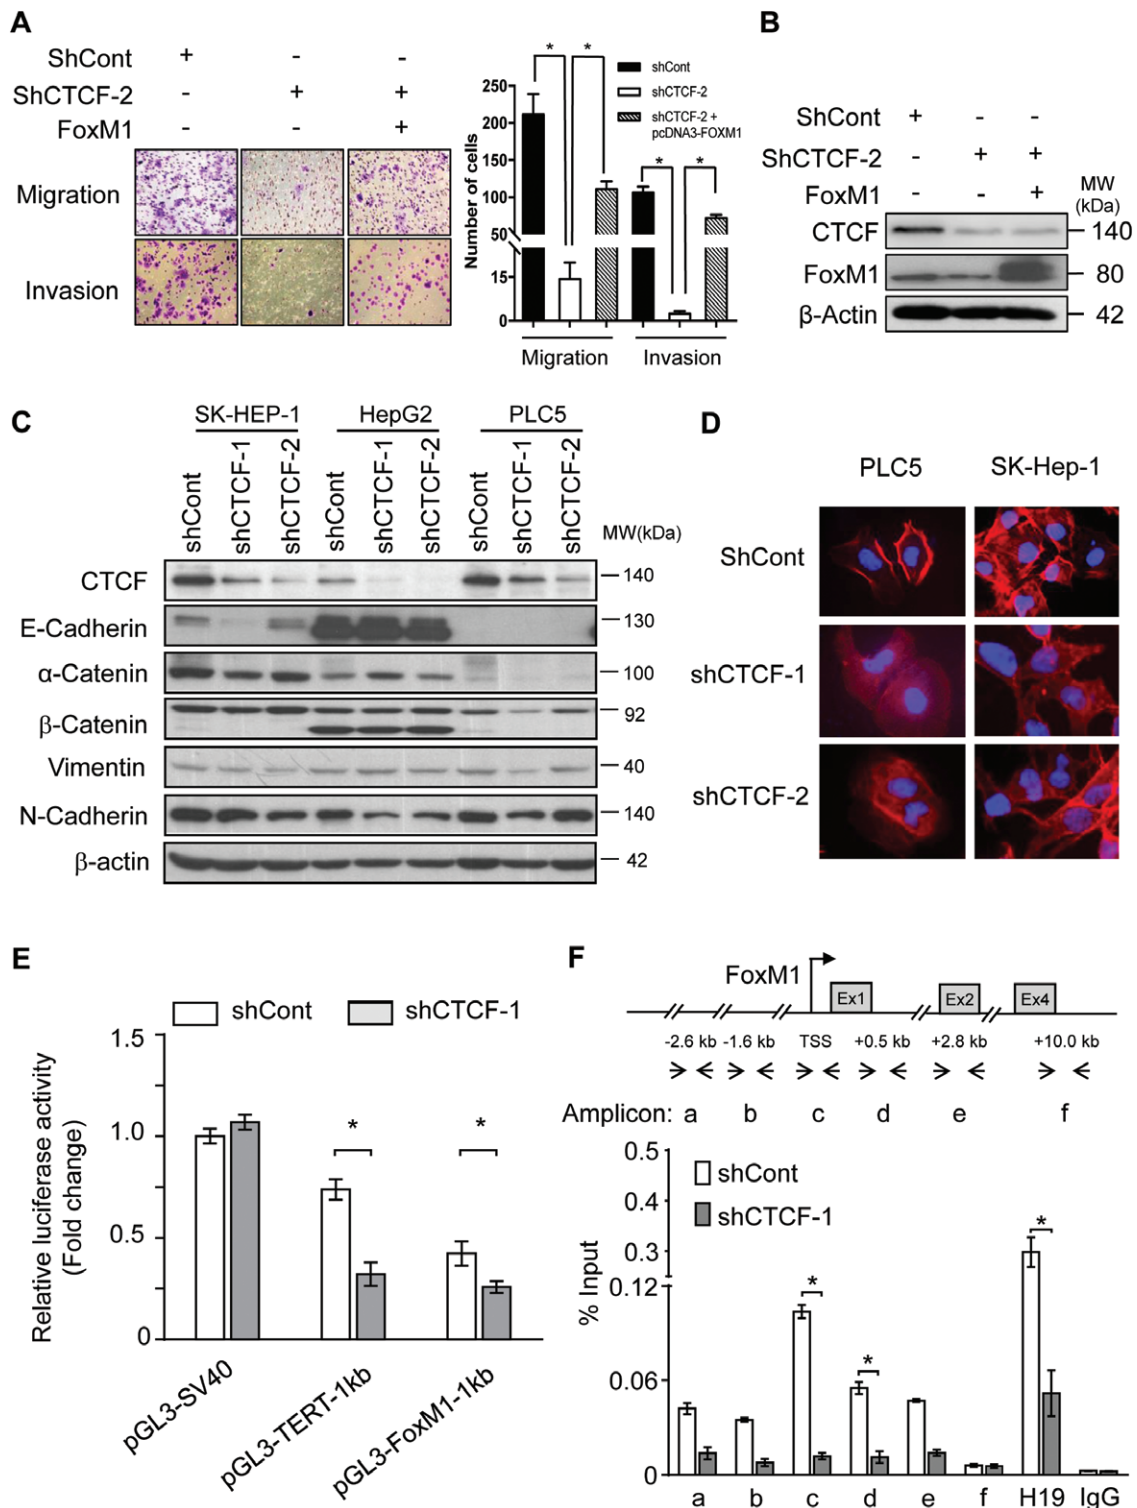 A
ShCont + - -
ShCTCF-2 - + +
FoxM1 - - +
Migration
Invasion
Number of cells
250
200
150
100
50
15
0
* *
* *
shCont
shCTCF-2
shCTCF-2 +
pcDNA3-FOXM1
Migration Invasion
B
ShCont + - -
ShCTCF-2 - + +
FoxM1 - - +
MW
(kDa)
CTCF 140
FoxM1 80
β-Actin 42
C
SK-HEP-1 HepG2 PLC5
shCont shCTCF-1 shCTCF-2 shCont shCTCF-1 shCTCF-2 shCont shCTCF-1 shCTCF-2
MW(kDa)
CTCF 140
E-Cadherin 130
α-Catenin 100
β-Catenin 92
Vimentin 40
N-Cadherin 140
β-actin 42
D
PLC5 SK-Hep-1
ShCont
shCTCF-1
shCTCF-2
E
shCont shCTCF-1
Relative luciferase activity
(Fold change)
1.5
1.0
0.5
0
* *
pGL3-SV40
pGL3-TERT-1kb
pGL3-FoxM1-1kb
F
FoxM1
Ex1 Ex2 Ex4
-2.6 kb -1.6 kb TSS +0.5 kb +2.8 kb +10.0 kb
Amplicon: a b c d e f
% Input
0.5
0.4
0.3
0.12
0.06
0
shCont
shCTCF-1
* * *
a b c d e f H19 IgG